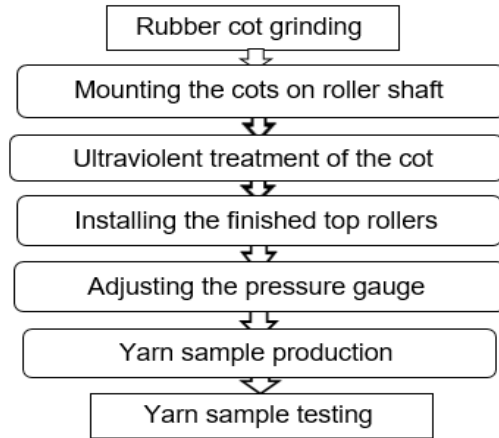 Rubber cot grinding
Mounting the cots on roller shaft
Ultraviolent treatment of the cot
Installing the finished top rollers
Adjusting the pressure gauge
Yarn sample production
Yarn sample testing